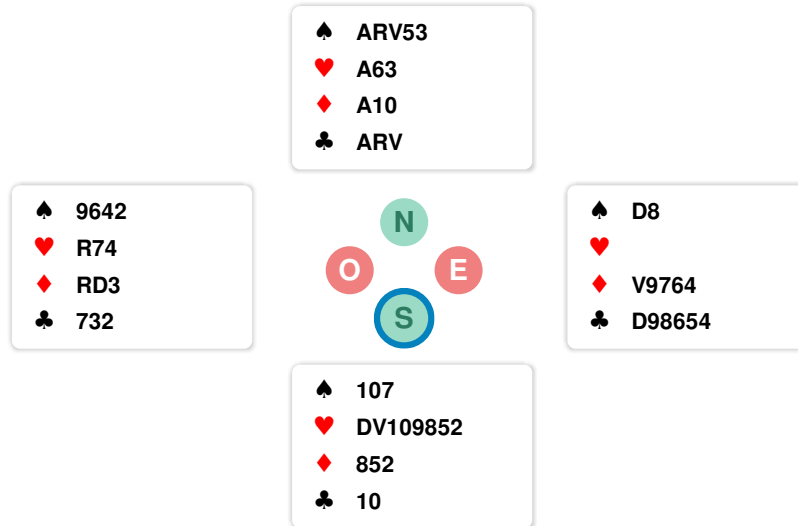 ♠ ARV53
♥ A63
♦ A10
♣ ARV
♠ 9642
♥ R74
♦ RD3
♣ 732
N
O E
S
♠ D8
♥
♦ V9764
♣ D98654
♠ 107
♥ DV109852
♦ 852
♣ 10